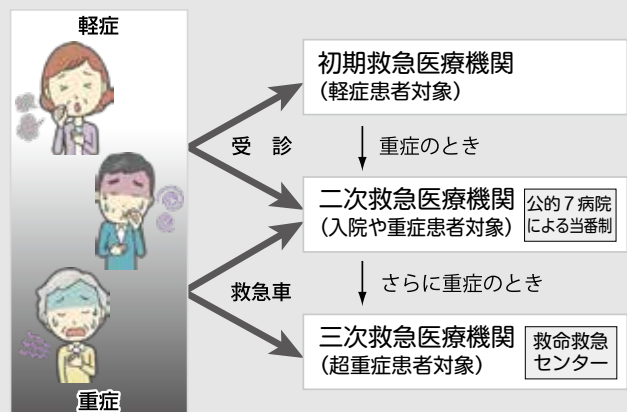 軽症
初期救急医療機関
(軽症患者対象)
受 診
重症のとき
二次救急医療機関
(入院や重症患者対象)
公的7病院
による当番制
救急車
さらに重症のとき
三次救急医療機関
(超重症患者対象)
救命救急
センター
重症